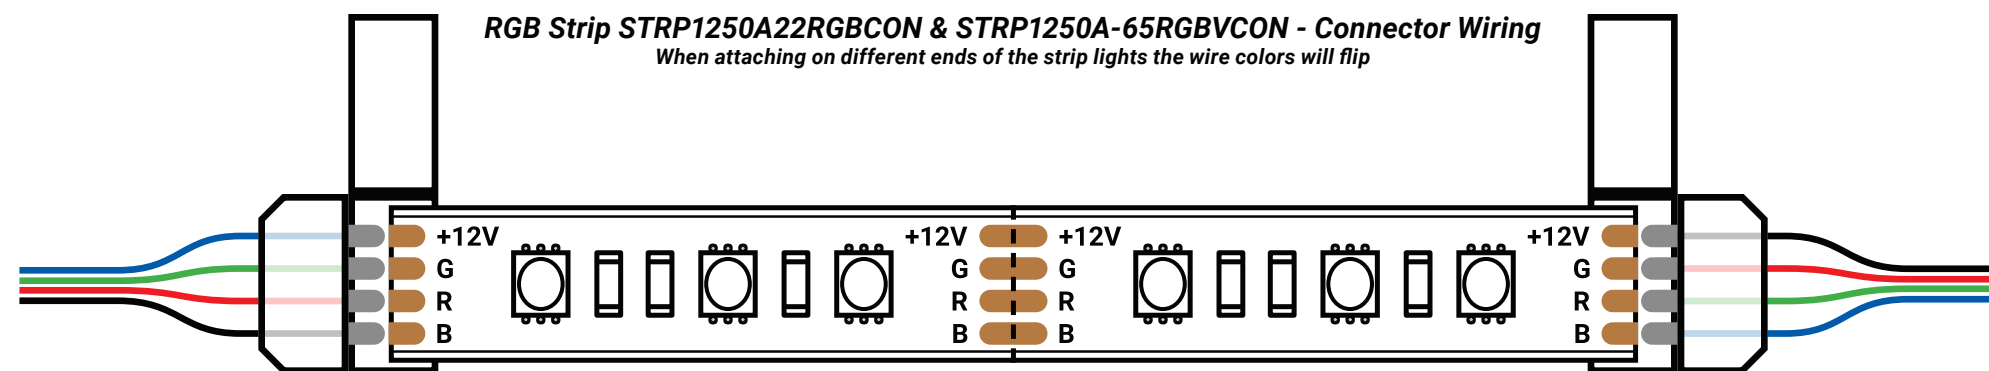 RGB Strip STRP1250A22RGBCON & STRP1250A-65RGBVCON - Connector Wiring
When attaching on different ends of the strip lights the wire colors will flip
+12V +12V +12V +12V
G G G G
R R R R
B B B B